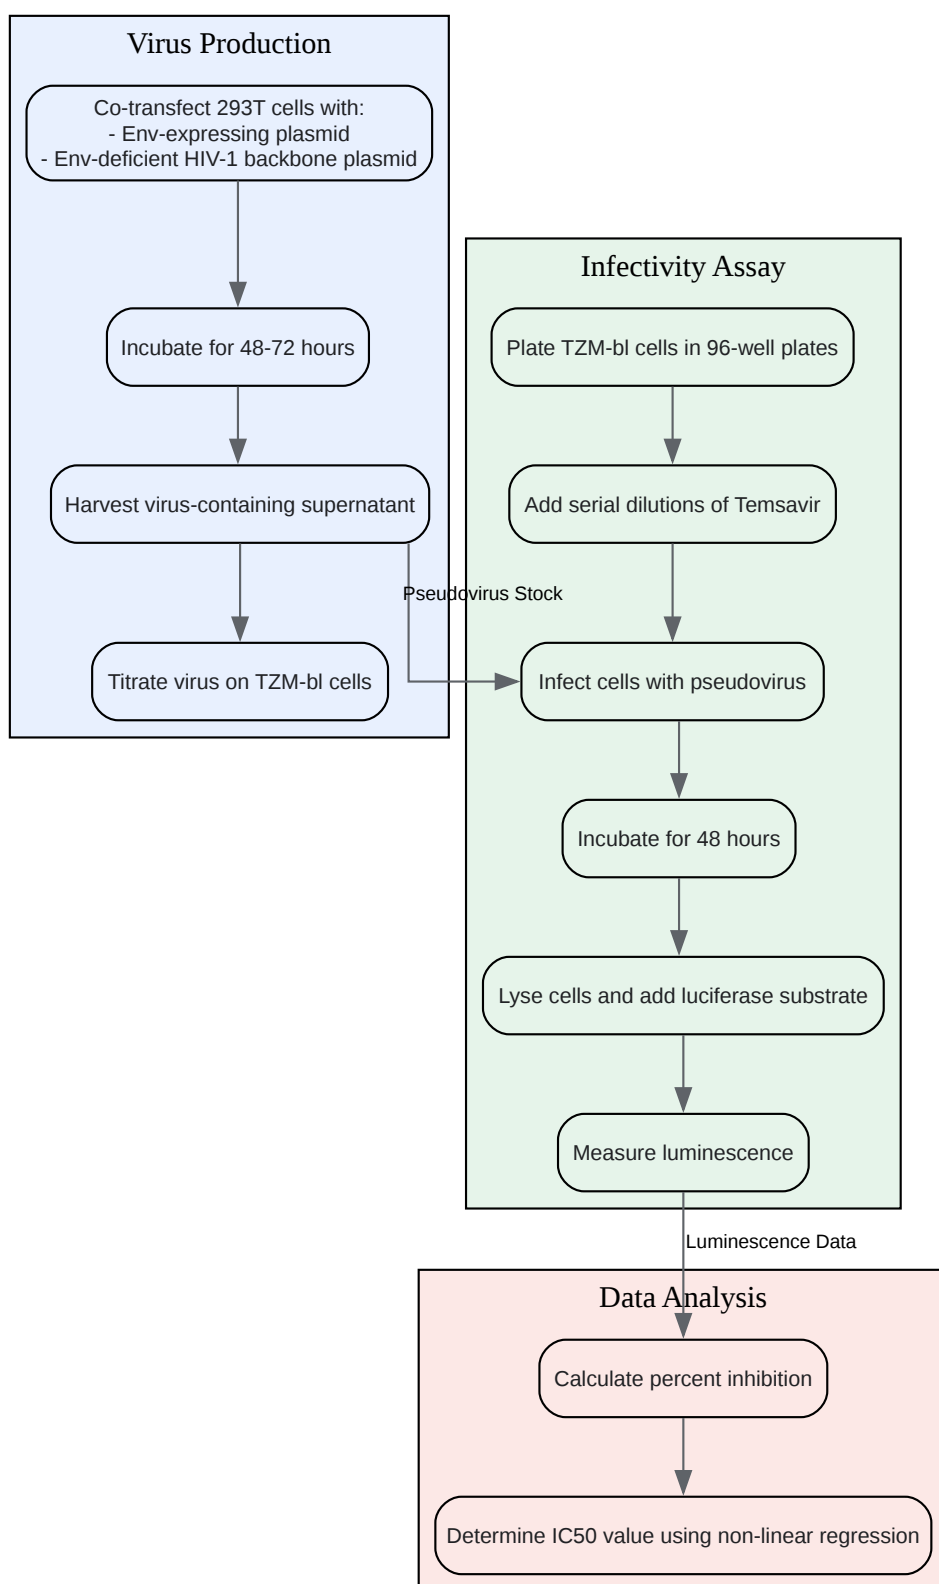 Virus Production
Co-transfect 293T cells with:
- Env-expressing plasmid
- Env-deficient HIV-1 backbone plasmid
Incubate for 48-72 hours
Harvest virus-containing supernatant
Pseudovirus Stock
Titrate virus on TZM-bl cells
Infectivity Assay
Plate TZM-bl cells in 96-well plates
Add serial dilutions of Temsavir
Infect cells with pseudovirus
Incubate for 48 hours
Lyse cells and add luciferase substrate
Measure luminescence
Luminescence Data
Data Analysis
Calculate percent inhibition
Determine IC50 value using non-linear regression